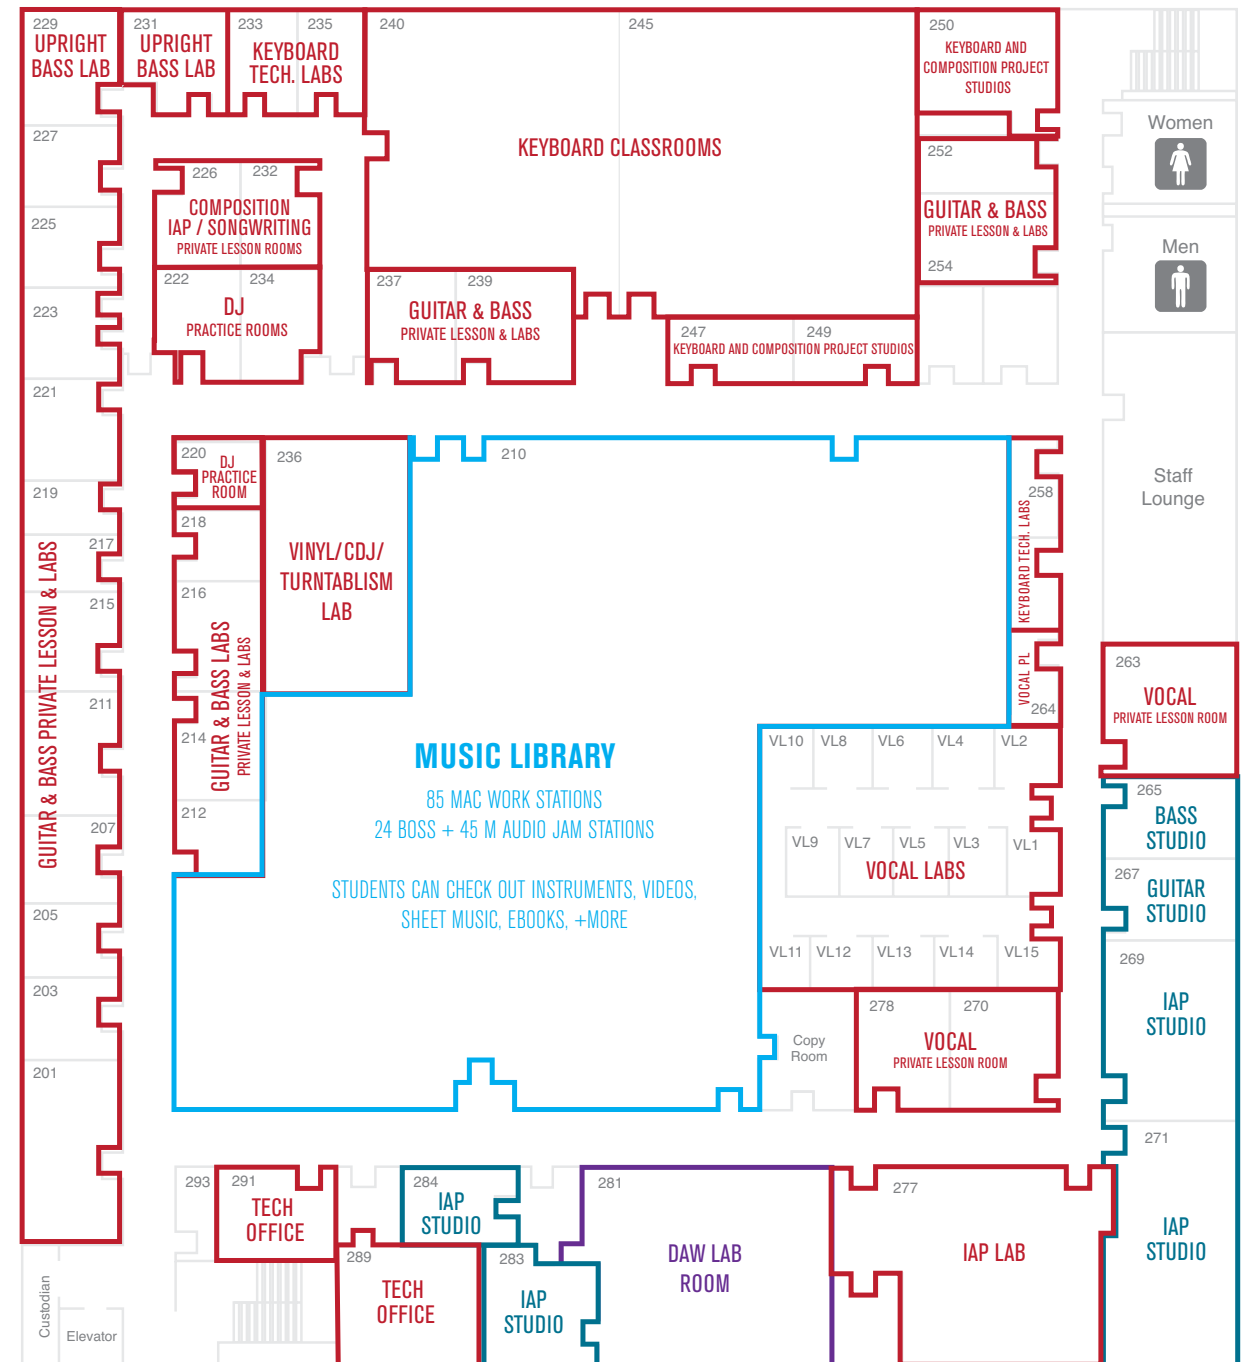 229
UPRIGHT
BASS LAB
231
UPRIGHT
BASS LAB
233
235
KEYBOARD
TECH. LABS
240
245
KEYBOARD CLASSROOMS
250
KEYBOARD AND
COMPOSITION PROJECT
STUDIOS
Women
227
226
232
COMPOSITION
IAP / SONGWRITING
PRIVATE LESSON ROOMS
252
GUITAR & BASS
PRIVATE LESSON & LABS
254
225
Men
222
234
DJ
PRACTICE ROOMS
237
239
GUITAR & BASS
PRIVATE LESSON & LABS
247
249
KEYBOARD AND COMPOSITION PROJECT STUDIOS
223
221
219
217
215
211
207
205
203
201
GUITAR & BASS PRIVATE LESSON & LABS
220
DJ
PRACTICE
ROOM
236
VINYL/CDJ/
TURNTABLISM
LAB
218
216
214
212
GUITAR & BASS LABS
PRIVATE LESSON & LABS
210
MUSIC LIBRARY
85 MAC WORK STATIONS
24 BOSS + 45 M AUDIO JAM STATIONS
STUDENTS CAN CHECK OUT INSTRUMENTS, VIDEOS,
SHEET MUSIC, EBOOKS, +MORE
258
KEYBOARD TECH. LABS
VOCAL PL
264
Staff
Lounge
263
VOCAL
PRIVATE LESSON ROOM
VL10
VL8
VL6
VL4
VL2
VL9
VL7
VL5
VL3
VL1
VOCAL LABS
VL11
VL12
VL13
VL14
VL15
265
BASS
STUDIO
267
GUITAR
STUDIO
269
IAP
STUDIO
Copy
Room
278
270
VOCAL
PRIVATE LESSON ROOM
271
IAP
STUDIO
293
291
TECH
OFFICE
284
IAP
STUDIO
281
DAW LAB
ROOM
277
IAP LAB
289
TECH
OFFICE
283
IAP
STUDIO
Custodian
Elevator